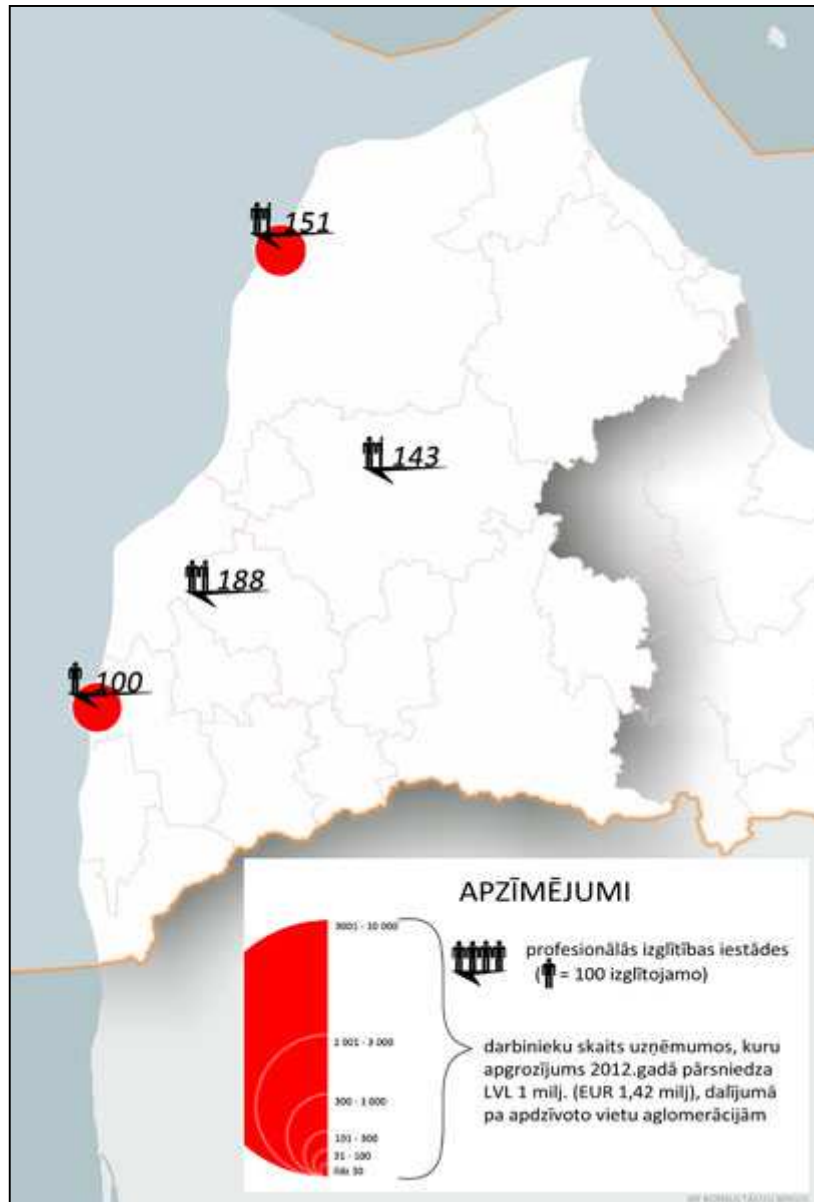 151
143
188
100
APZĪMĒJUMI
3001 - 10 000
1 001 - 3 000
300 - 1 000
101 - 300
31 - 100
līdz 30
profesionālās izglītības iestādes
( = 100 izglītojamo)
darbinieku skaits uzņēmumos, kuru
apgrozījums 2012.gadā pārsniedza
LVL 1 milj. (EUR 1,42 milj), dalījumā
pa apdzīvoto vietu aglomerācijām